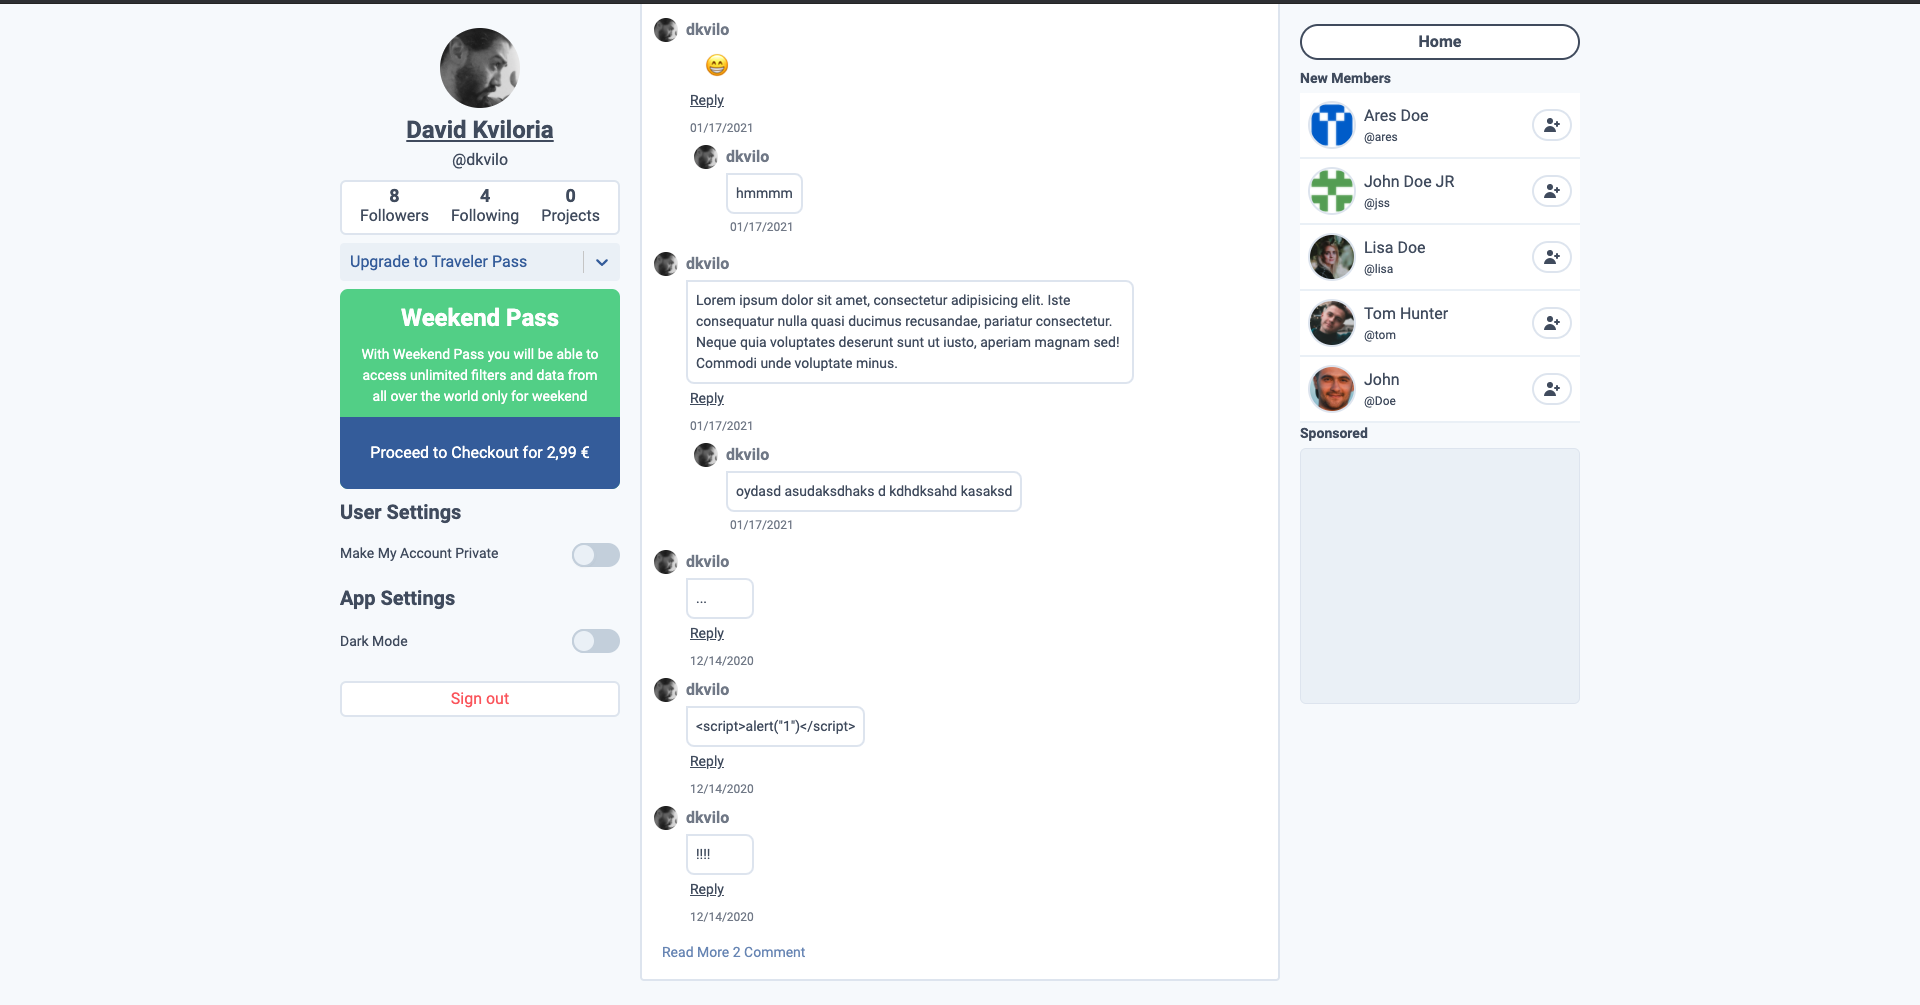 David Kviloria
@dkvilo
8 4 0
Followers Following Projects
Upgrade to Traveler Pass
Weekend Pass
With Weekend Pass you will be able to
access unlimited filters and data from
all over the world only for weekend
Proceed to Checkout for 2,99 €
User Settings
Make My Account Private
App Settings
Dark Mode
Sign out
dkvilo
😁
Reply
01/17/2021
dkvilo
hmmmm
01/17/2021
dkvilo
Lorem ipsum dolor sit amet, consectetur adipisicing elit. Iste
consequatur nulla quasi ducimus recusandae, pariatur consectetur.
Neque quia voluptates deserunt sunt ut iusto, aperiam magnam sed!
Commodi unde voluptate minus.
Reply
01/17/2021
dkvilo
oydasd asudaksdhaks d kdhdksahd kasaksd
01/17/2021
dkvilo
...
Reply
12/14/2020
dkvilo
<script>alert("1")</script>
Reply
12/14/2020
dkvilo
!!!!
Reply
12/14/2020
Read More 2 Comment
Home
New Members
Ares Doe
@ares
John Doe JR
@jss
Lisa Doe
@lisa
Tom Hunter
@tom
John
@Doe
Sponsored